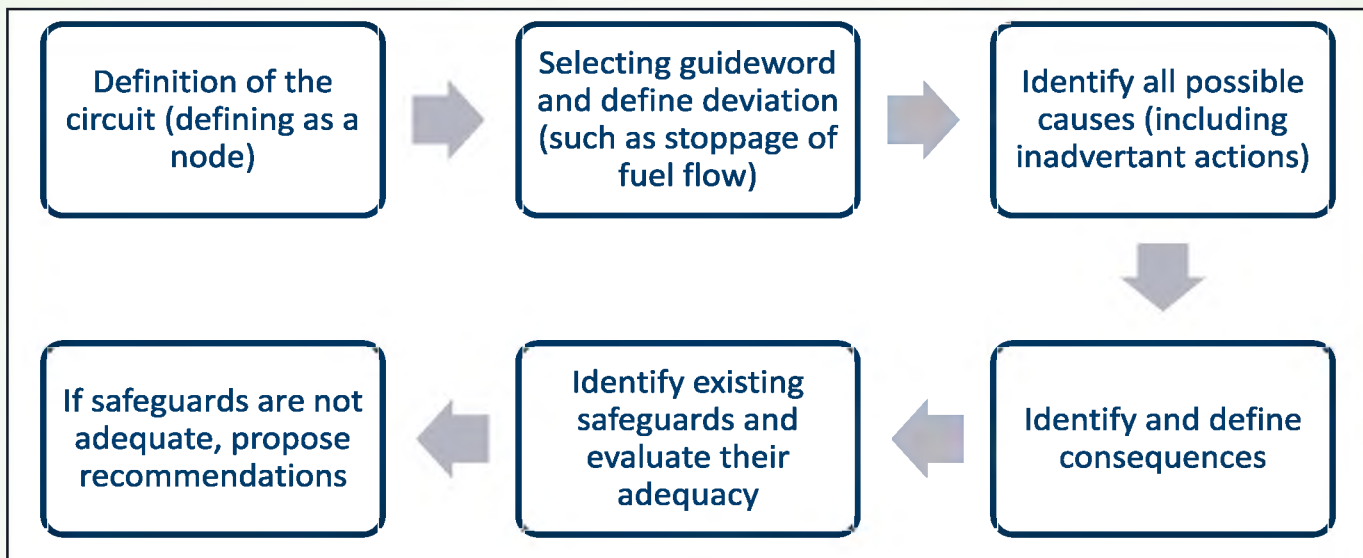 Definition of the
circuit (defining as a
node)
Selecting guideword
and define deviation
(such as stoppage of
fuel flow)
Identify all possible
causes (including
inadvertant actions)
Identify and define
consequences
Identify existing
safeguards and
evaluate their
adequacy
If safeguards are not
adequate, propose
recommendations